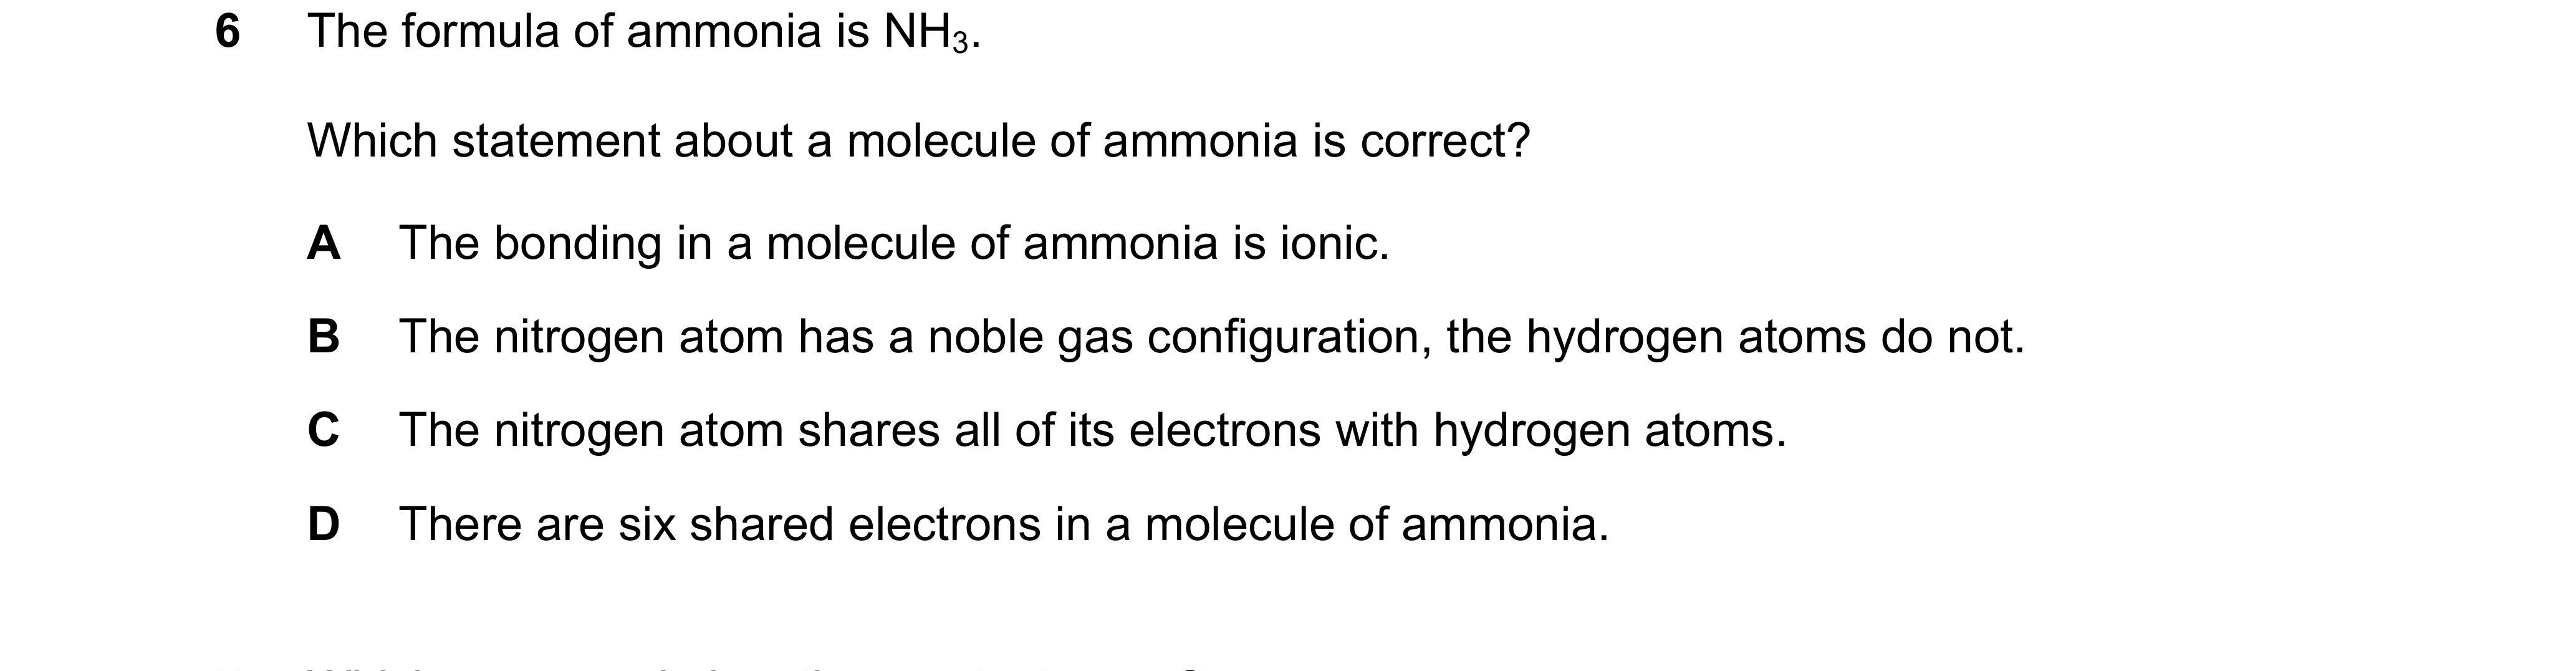 6 The formula of ammonia is NH₃.
Which statement about a molecule of ammonia is correct?
A The bonding in a molecule of ammonia is ionic.
B The nitrogen atom has a noble gas configuration, the hydrogen atoms do not.
C The nitrogen atom shares all of its electrons with hydrogen atoms.
D There are six shared electrons in a molecule of ammonia.